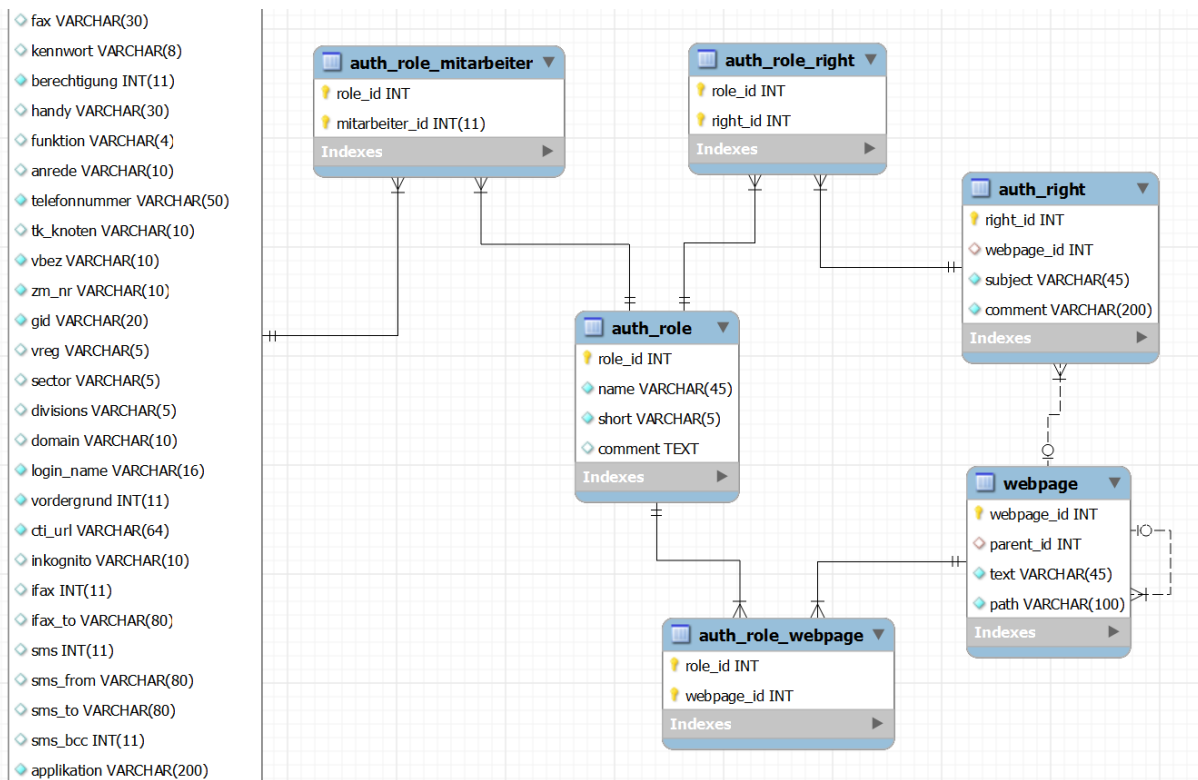 fax VARCHAR(30)
kennwort VARCHAR(8)
berechtigung INT(11)
handy VARCHAR(30)
funktion VARCHAR(4)
anrede VARCHAR(10)
telefonnummer VARCHAR(50)
tk_knoten VARCHAR(10)
vbez VARCHAR(10)
zm_nr VARCHAR(10)
gid VARCHAR(20)
vreg VARCHAR(5)
sector VARCHAR(5)
divisions VARCHAR(5)
domain VARCHAR(10)
login_name VARCHAR(16)
vordergrund INT(11)
cti_url VARCHAR(64)
inkognito VARCHAR(10)
ifax INT(11)
ifax_to VARCHAR(80)
sms INT(11)
sms_from VARCHAR(80)
sms_to VARCHAR(80)
sms_bcc INT(11)
applikation VARCHAR(200)
auth_role_mitarbeiter
role_id INT
mitarbeiter_id INT(11)
Indexes
auth_role_right
role_id INT
right_id INT
Indexes
auth_right
right_id INT
webpage_id INT
subject VARCHAR(45)
comment VARCHAR(200)
Indexes
auth_role
role_id INT
name VARCHAR(45)
short VARCHAR(5)
comment TEXT
Indexes
webpage
webpage_id INT
parent_id INT
text VARCHAR(45)
path VARCHAR(100)
Indexes
auth_role_webpage
role_id INT
webpage_id INT
Indexes